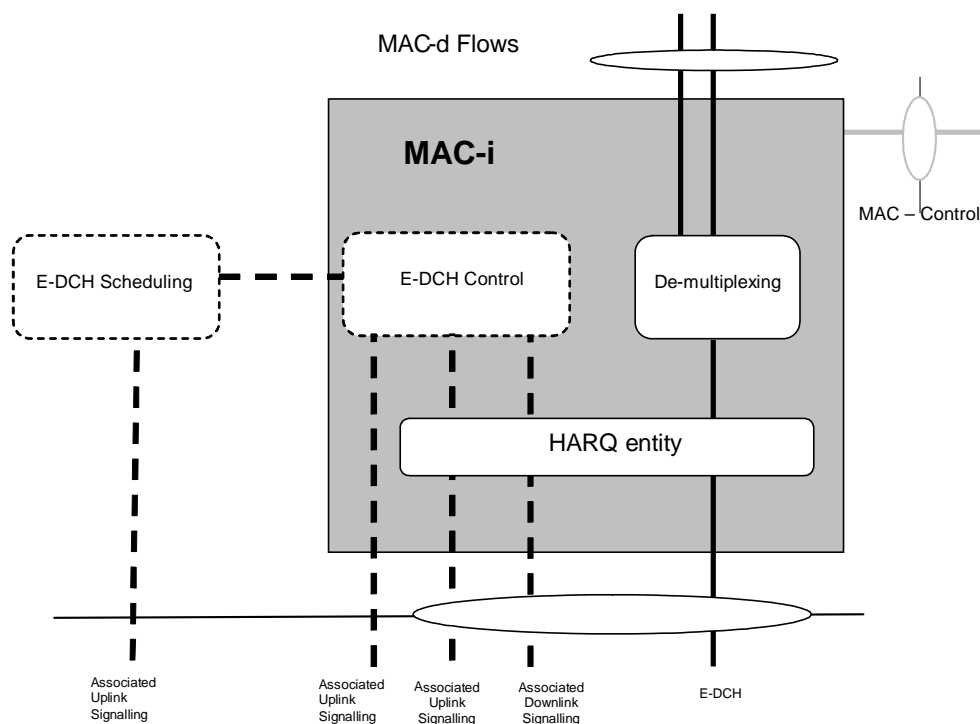 MAC-d Flows
MAC-i
MAC – Control
E-DCH Scheduling
E-DCH Control
De-multiplexing
HARQ entity
Associated
Uplink
Signalling
Associated
Uplink
Signalling
Associated
Uplink
Signalling
Associated
Downlink
Signalling
E-DCH